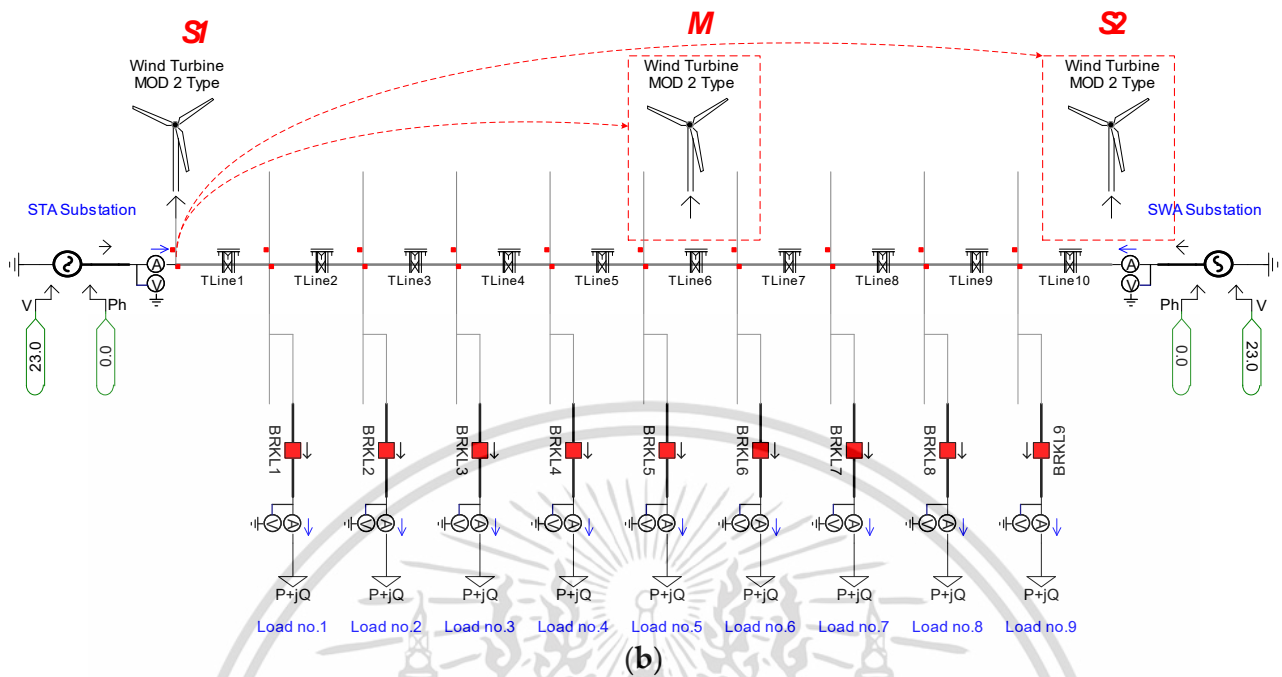 S1 M S2
Wind Turbine Wind Turbine Wind Turbine
MOD 2 Type MOD 2 Type MOD 2 Type
STA Substation SWA Substation
A A
TLine1 TLine2 TLine3 TLine4 TLine5 TLine6 TLine7 TLine8 TLine9 TLine10
V V
V Ph Ph V
23.0 0.0 0.0 23.0
BRKL1 BRKL2 BRKL3 BRKL4 BRKL5 BRKL6 BRKL7 BRKL8 BRKL9
V A V A V A V A V A V A V A V A V A
P+jQ P+jQ P+jQ P+jQ P+jQ P+jQ P+jQ P+jQ P+jQ
Load no.1 Load no.2 Load no.3 Load no.4 Load no.5 Load no.6 Load no.7 Load no.8 Load no.9
(b)